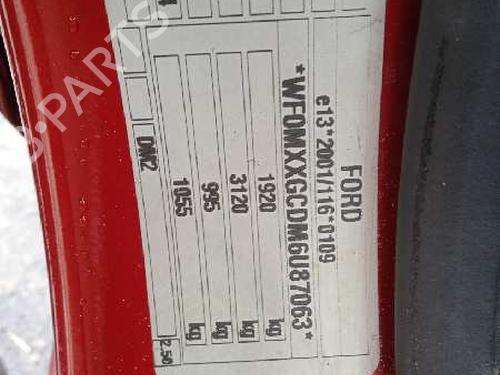 FORD
e13*2001/116*0109
*WF0MXXGCDM6U87063*
1920 kg
3120 kg
995 kg
1055 kg
DM2
2.50
PARTS